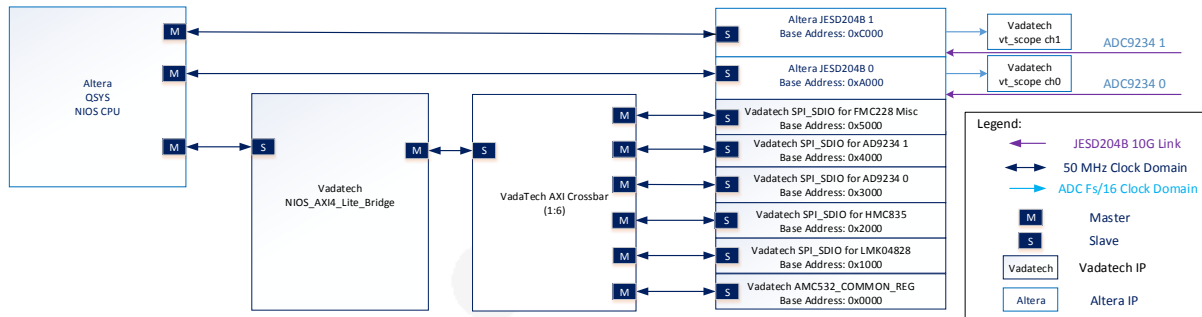 Altera
QSYS
NIOS CPU
M
M
M
S
Vadatech
NIOS_AXI4_Lite_Bridge
M
S
VadaTech AXI Crossbar
(1:6)
M
M
M
M
M
M
S
Altera JESD204B 1
Base Address: 0xC000
S
Altera JESD204B 0
Base Address: 0xA000
S
Vadatech SPI_SDIO for FMC228 Misc
Base Address: 0x5000
S
Vadatech SPI_SDIO for AD9234 1
Base Address: 0x4000
S
Vadatech SPI_SDIO for AD9234 0
Base Address: 0x3000
S
Vadatech SPI_SDIO for HMC835
Base Address: 0x2000
S
Vadatech SPI_SDIO for LMK04828
Base Address: 0x1000
S
Vadatech AMC532_COMMON_REG
Base Address: 0x0000
Vadatech
vt_scope ch1
ADC9234 1
Vadatech
vt_scope ch0
ADC9234 0
Legend:
JESD204B 10G Link
50 MHz Clock Domain
ADC Fs/16 Clock Domain
M Master
S Slave
Vadatech Vadatech IP
Altera Altera IP